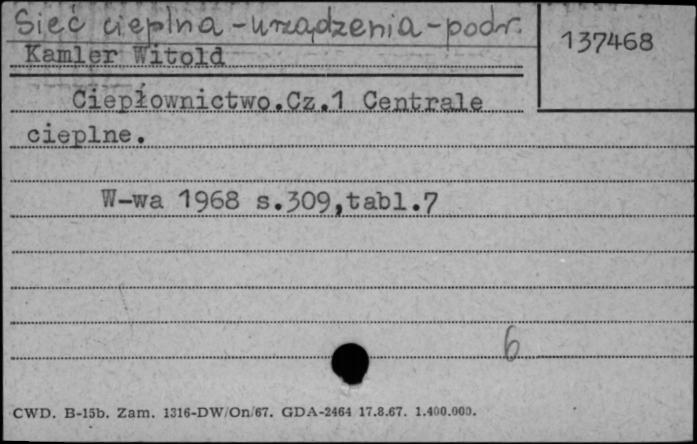 Sieć cieplna - urządzenia - podr.
137468
Kamler Witold
Ciepłownictwo.Cz.1 Centrale
cieplne.
W-wa 1968 s.309,tabl.7
6
CWD. B-15b. Zam. 1316-DW/On/67. GDA-2464 17.8.67. 1.400.000.